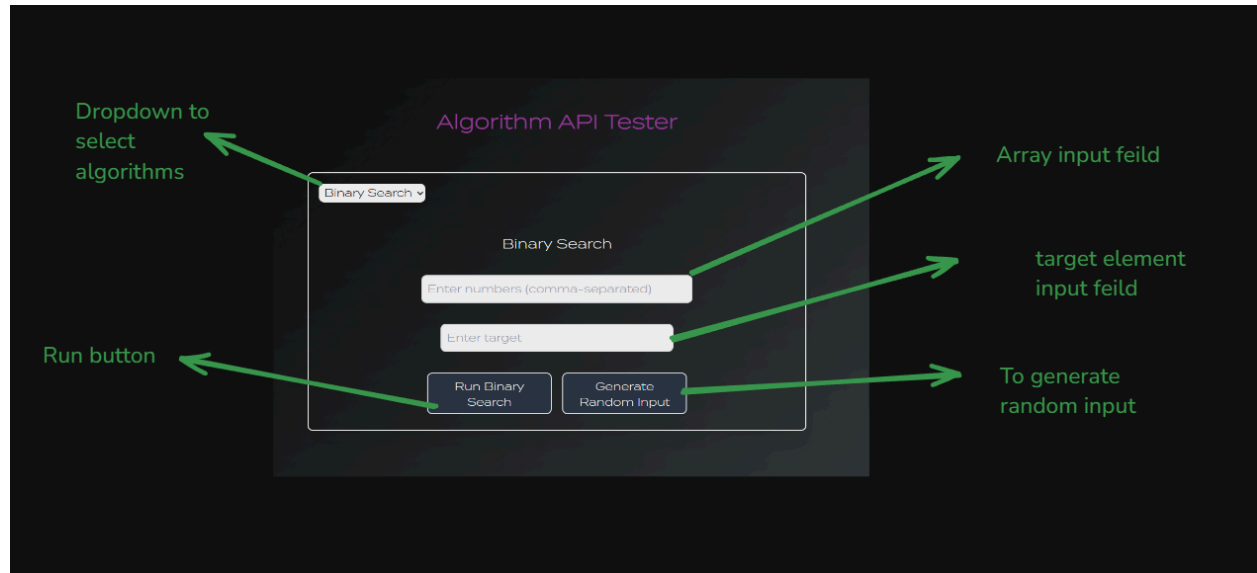 Dropdown to
select
algorithms
Algorithm API Tester
Array input feild
Binary Search
Binary Search
target element
input feild
Enter numbers (comma-separated)
Enter target
Run button
Run Binary
Search
Generate
Random Input
To generate
random input